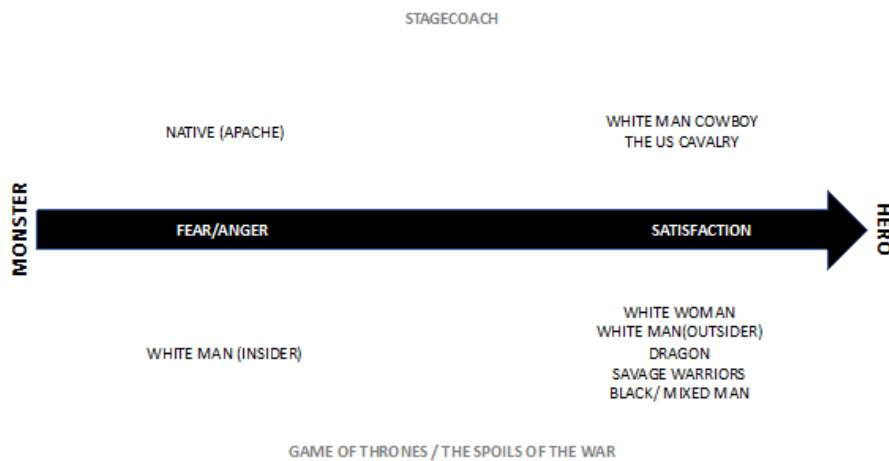 STAGECOACH
NATIVE (APACHE)
WHITE MAN COWBOY
THE US CAVALRY
MONSTER
FEAR/ANGER
SATISFACTION
HERO
WHITE MAN (INSIDER)
WHITE WOMAN
WHITE MAN(OUTSIDER)
DRAGON
SAVAGE WARRIORS
BLACK/ MIXED MAN
GAME OF THRONES / THE SPOILS OF THE WAR